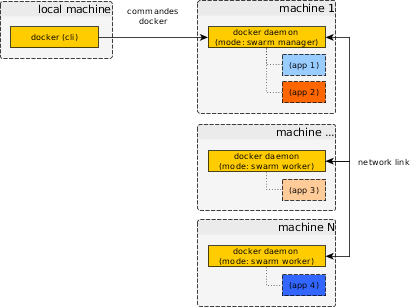 local machine
docker (cli)
commandes
docker
machine 1
docker daemon
(mode: swarm manager)
(app 1)
(app 2)
machine ...
docker daemon
(mode: swarm worker)
(app 3)
network link
machine N
docker daemon
(mode: swarm worker)
(app 4)